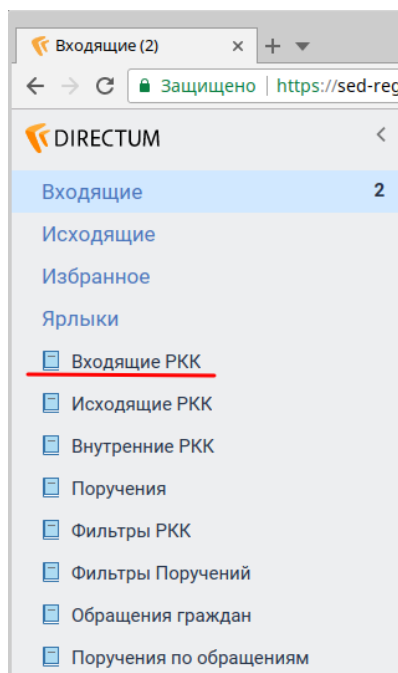 Входящие (2)
Защищено | https://sed-reg
DIRECTUM
Входящие 2
Исходящие
Избранное
Ярлыки
Входящие РКК
Исходящие РКК
Внутренние РКК
Поручения
Фильтры РКК
Фильтры Поручений
Обращения граждан
Поручения по обращениям